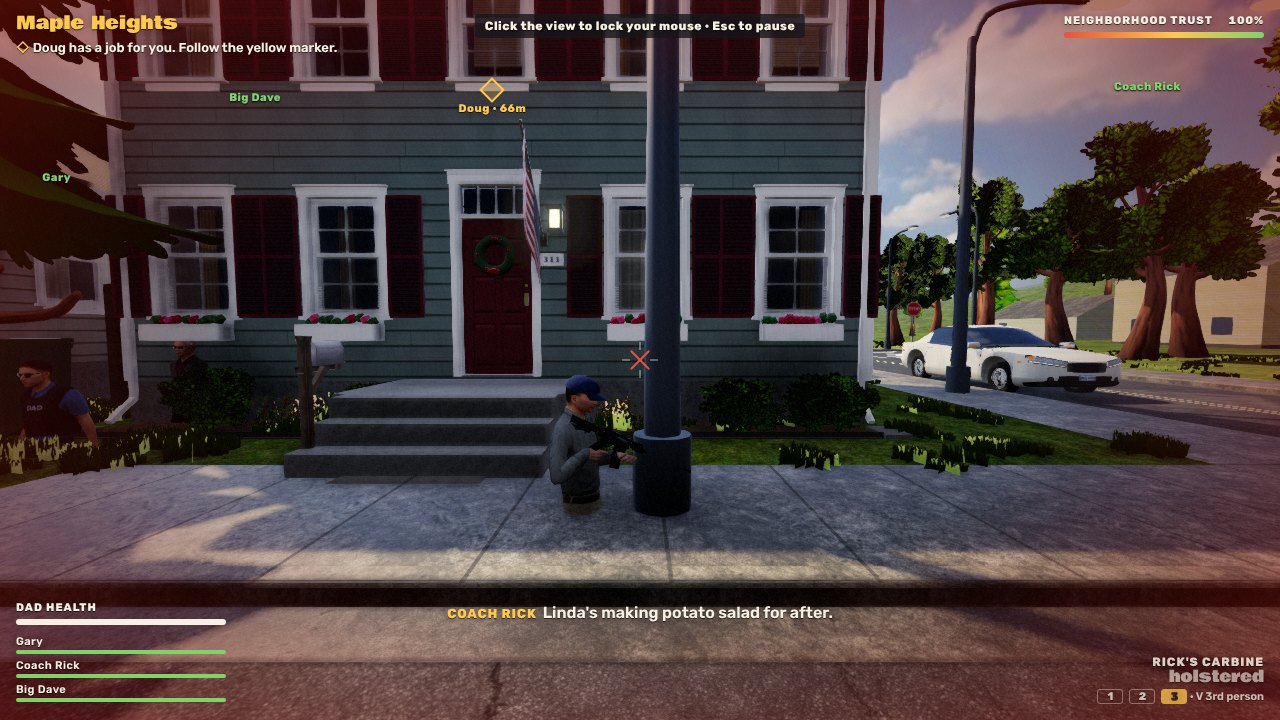 Maple Heights
Doug has a job for you. Follow the yellow marker.
Click the view to lock your mouse • Esc to pause
NEIGHBORHOOD TRUST 100%
Big Dave
Doug • 66m
Coach Rick
Gary
311
DAD
COACH RICK Linda's making potato salad for after.
DAD HEALTH
Gary
Coach Rick
Big Dave
RICK'S CARBINE
holstered
1 2 3 • V 3rd person